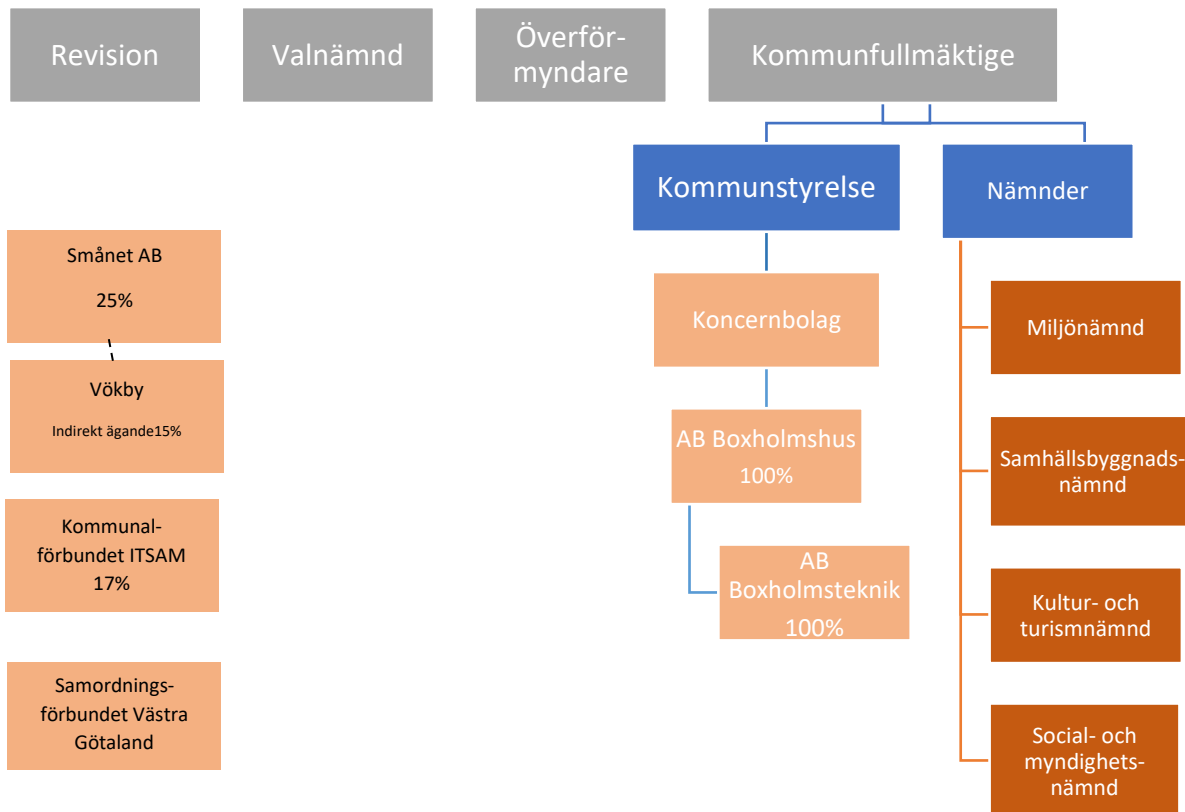 Revision
Valnämnd
Överför-
myndare
Kommunfullmäktige
Kommunstyrelse
Nämnder
Smånet AB
25%
Vökby
Indirekt ägande15%
Kommunal-
förbundet ITSAM
17%
Samordnings-
förbundet Västra
Götaland
Koncernbolag
AB Boxholmshus
100%
AB
Boxholmsteknik
100%
Miljönämnd
Samhällsbyggnads-
nämnd
Kultur- och
turismnämnd
Social- och
myndighets-
nämnd